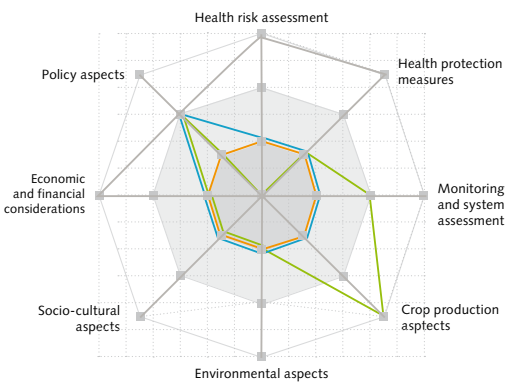 Health risk assessment
Policy aspects
Health protection
measures
Economic
and financial
considerations
Monitoring
and system
assessment
Socio-cultural
aspects
Crop production
asptects
Environmental aspects